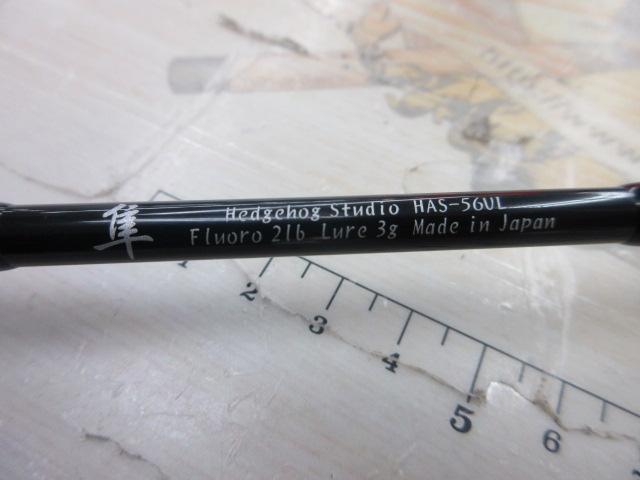 隼
Hedgehog Studio HAS-56UL
Fluoro 2lb Lure 3g Made in Japan
1 2 3 4 5 6